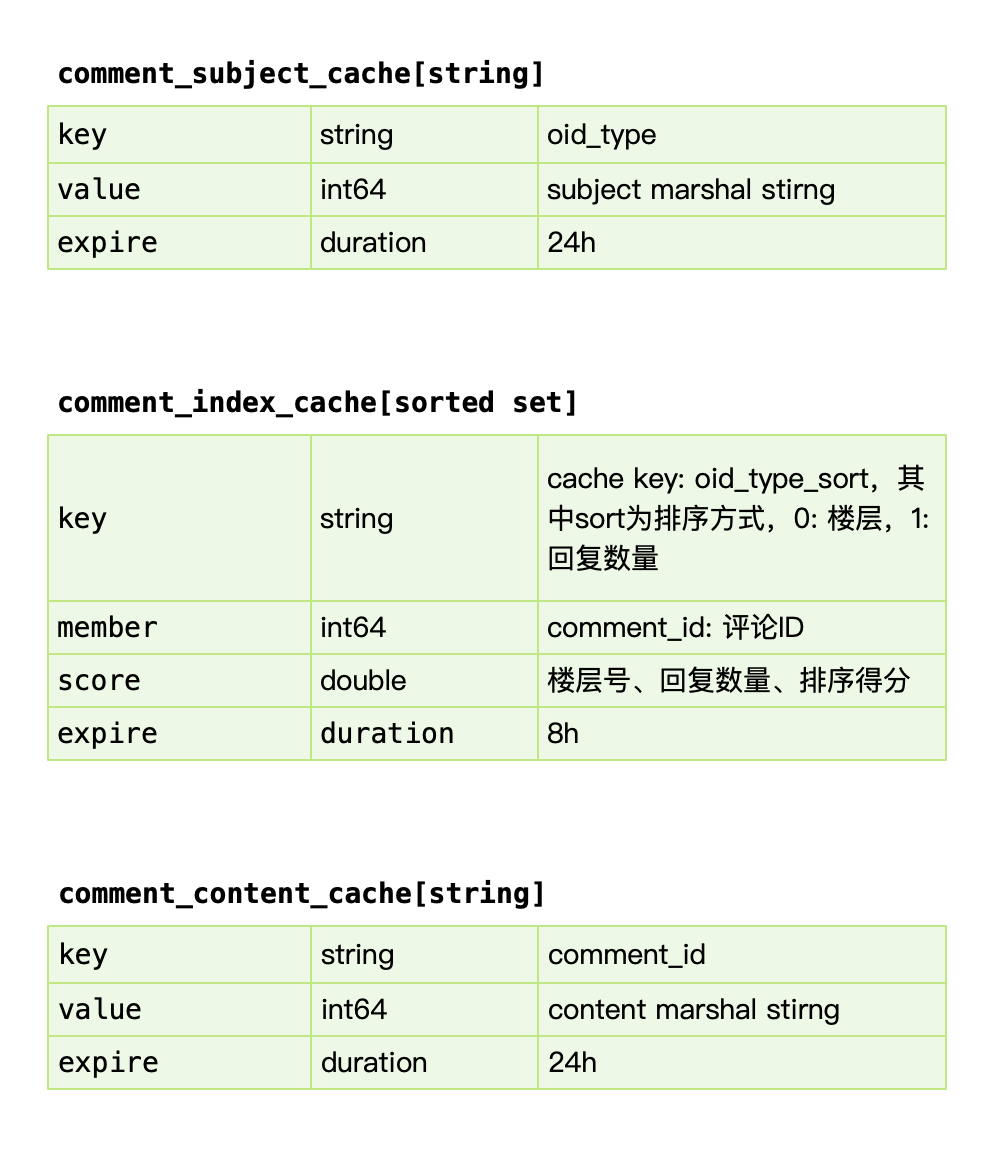 comment_subject_cache[string]
key string oid_type
value int64 subject marshal stirng
expire duration 24h
comment_index_cache[sorted set]
key string cache key: oid_type_sort，其
中sort为排序方式，0: 楼层，1:
回复数量
member int64 comment_id: 评论ID
score double 楼层号、回复数量、排序得分
expire duration 8h
comment_content_cache[string]
key string comment_id
value int64 content marshal stirng
expire duration 24h